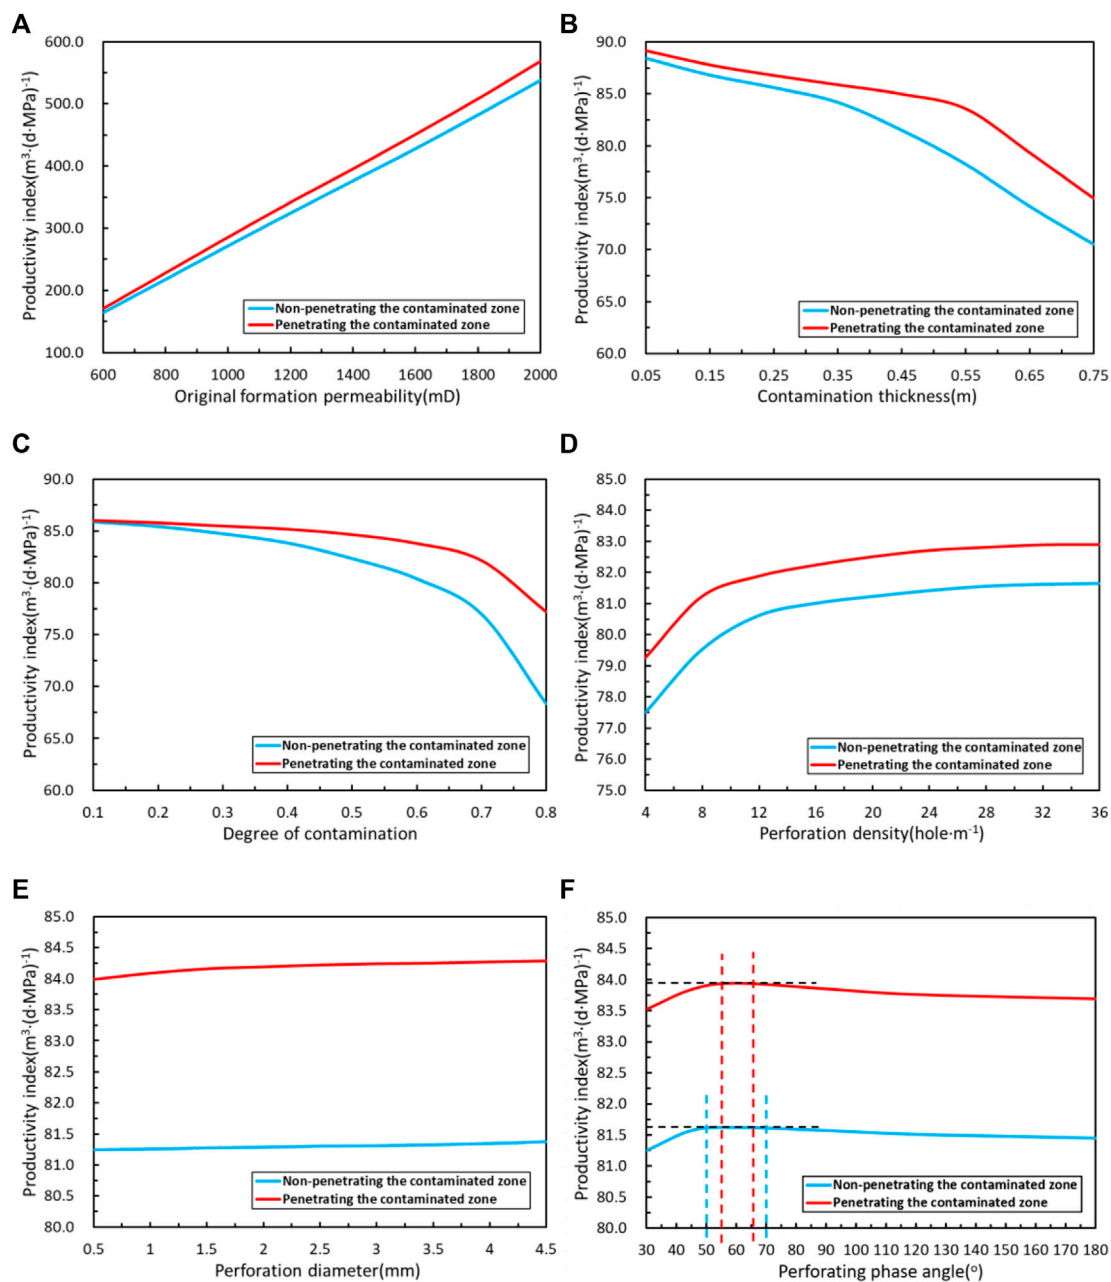 A
Productivity index(m³·(d·MPa)⁻¹)
600.0
500.0
400.0
300.0
200.0
100.0
Non-penetrating the contaminated zone
Penetrating the contaminated zone
600 800 1000 1200 1400 1600 1800 2000
Original formation permeability(mD)
B
Productivity index(m³·(d·MPa)⁻¹)
90.0
85.0
80.0
75.0
70.0
65.0
60.0
Non-penetrating the contaminated zone
Penetrating the contaminated zone
0.05 0.15 0.25 0.35 0.45 0.55 0.65 0.75
Contamination thickness(m)
C
Productivity index(m³·(d·MPa)⁻¹)
90.0
85.0
80.0
75.0
70.0
65.0
60.0
Non-penetrating the contaminated zone
Penetrating the contaminated zone
0.1 0.2 0.3 0.4 0.5 0.6 0.7 0.8
Degree of contamination
D
Productivity index(m³·(d·MPa)⁻¹)
85.0
84.0
83.0
82.0
81.0
80.0
79.0
78.0
77.0
76.0
75.0
Non-penetrating the contaminated zone
Penetrating the contaminated zone
4 8 12 16 20 24 28 32 36
Perforation density(hole·m⁻¹)
E
Productivity index(m³·(d·MPa)⁻¹)
85.0
84.5
84.0
83.5
83.0
82.5
82.0
81.5
81.0
80.5
80.0
Non-penetrating the contaminated zone
Penetrating the contaminated zone
0.5 1 1.5 2 2.5 3 3.5 4 4.5
Perforation diameter(mm)
F
Productivity index(m³·(d·MPa)⁻¹)
85.0
84.5
84.0
83.5
83.0
82.5
82.0
81.5
81.0
80.5
80.0
Non-penetrating the contaminated zone
Penetrating the contaminated zone
30 40 50 60 70 80 90 100 110 120 130 140 150 160 170 180
Perforating phase angle(°)